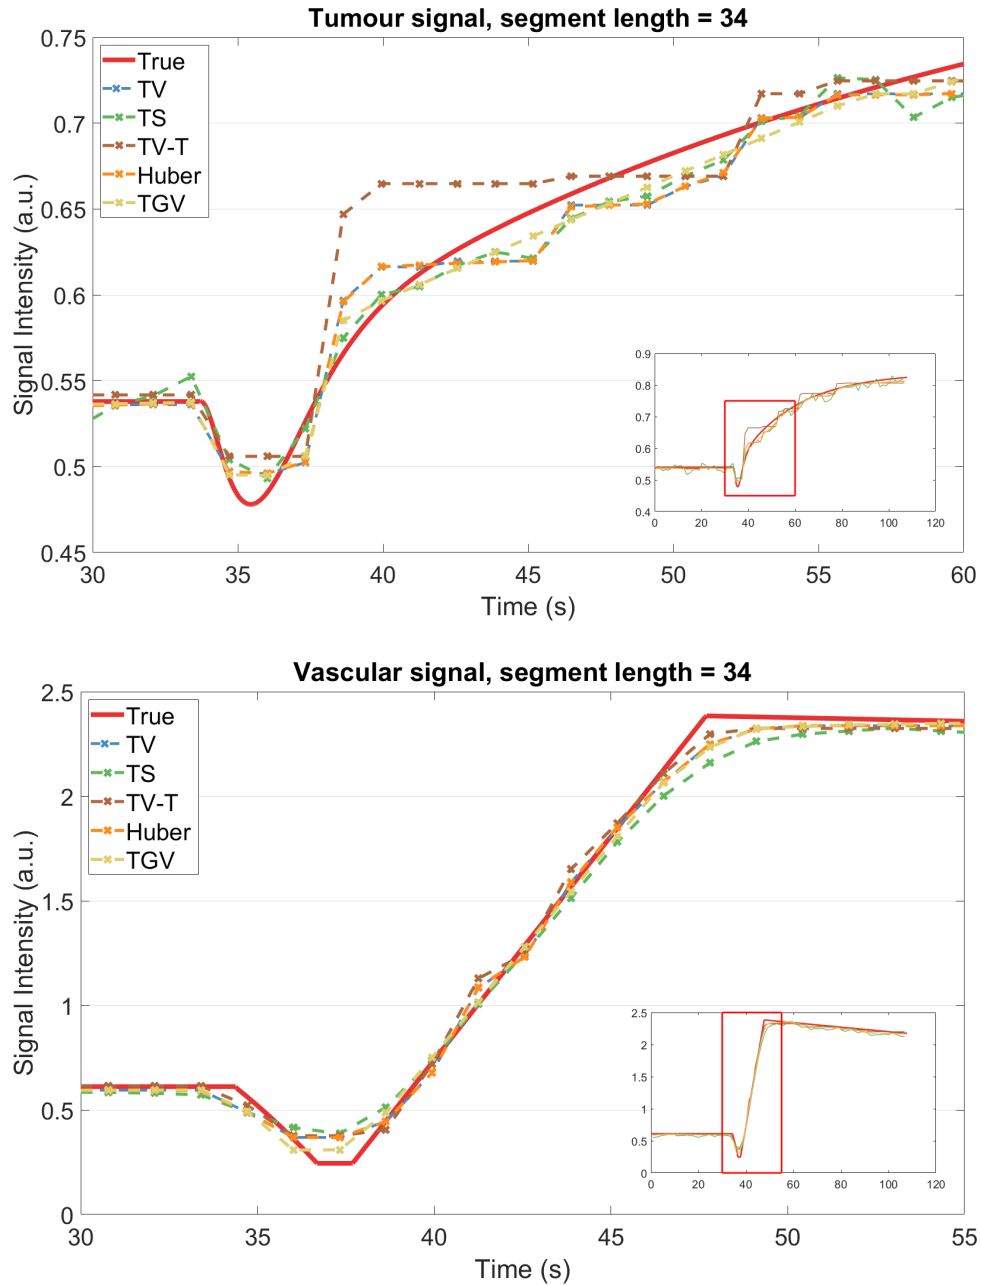 Tumour signal, segment length = 34
Signal Intensity (a.u.)
0.75
0.7
0.65
0.6
0.55
0.5
0.45
True
TV
TS
TV-T
Huber
TGV
0.9
0.8
0.7
0.6
0.5
0.4
0 20 40 60 80 100 120
30 35 40 45 50 55 60
Time (s)
Vascular signal, segment length = 34
Signal Intensity (a.u.)
2.5
2
1.5
1
0.5
0
True
TV
TS
TV-T
Huber
TGV
2.5
2
1.5
1
0.5
0
0 20 40 60 80 100 120
30 35 40 45 50 55
Time (s)